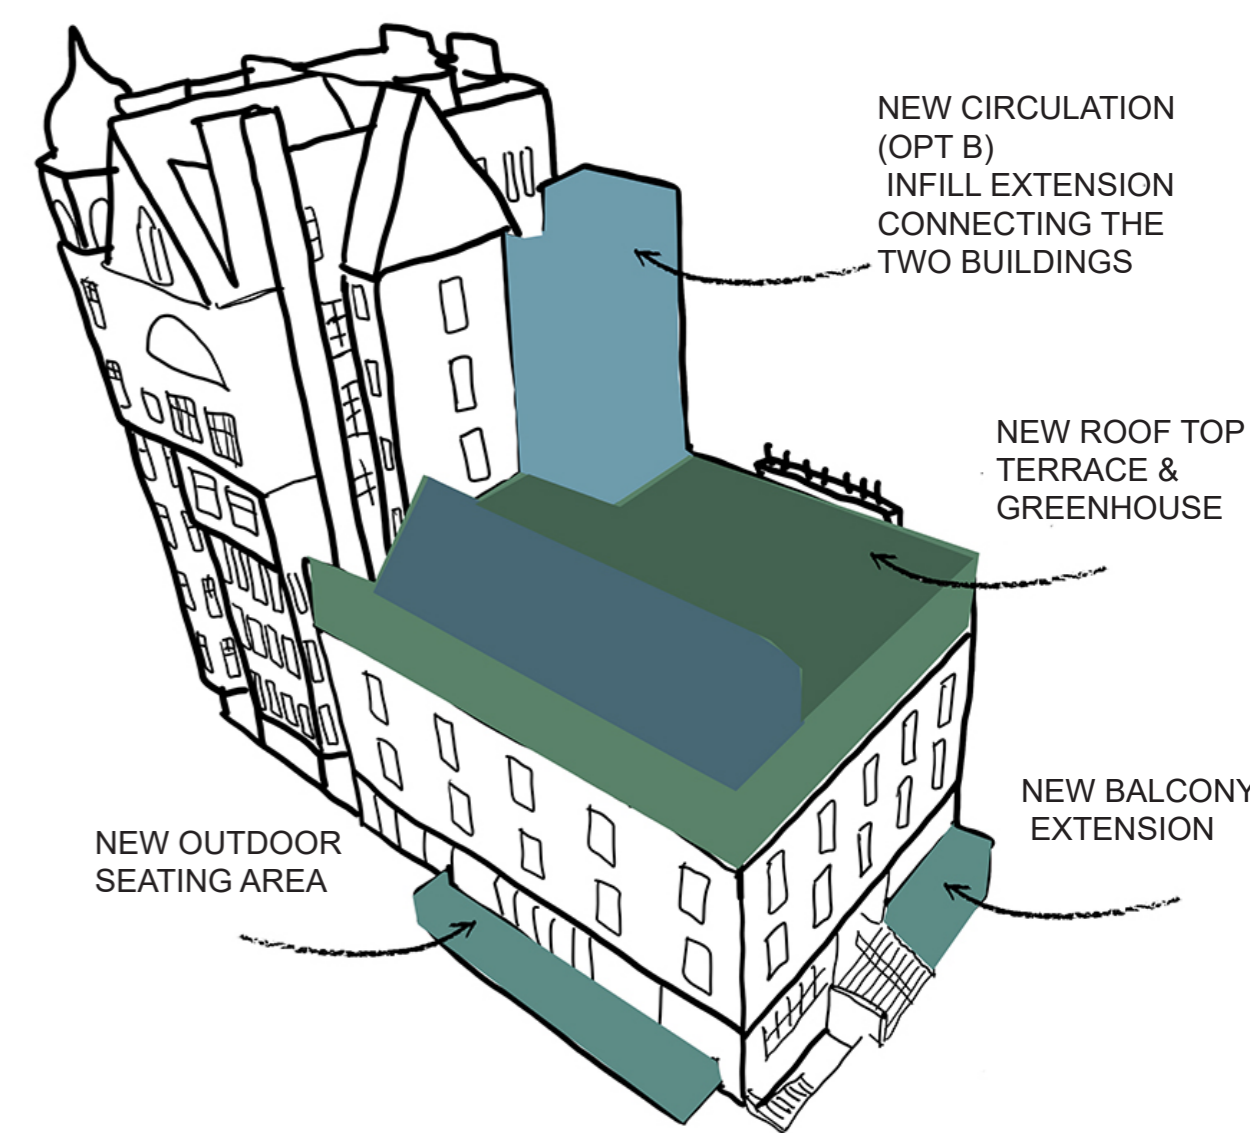 NEW CIRCULATION
(OPT B)
INFILL EXTENSION
CONNECTING THE
TWO BUILDINGS
NEW ROOF TOP
TERRACE &
GREENHOUSE
NEW BALCONY
EXTENSION
NEW OUTDOOR
SEATING AREA